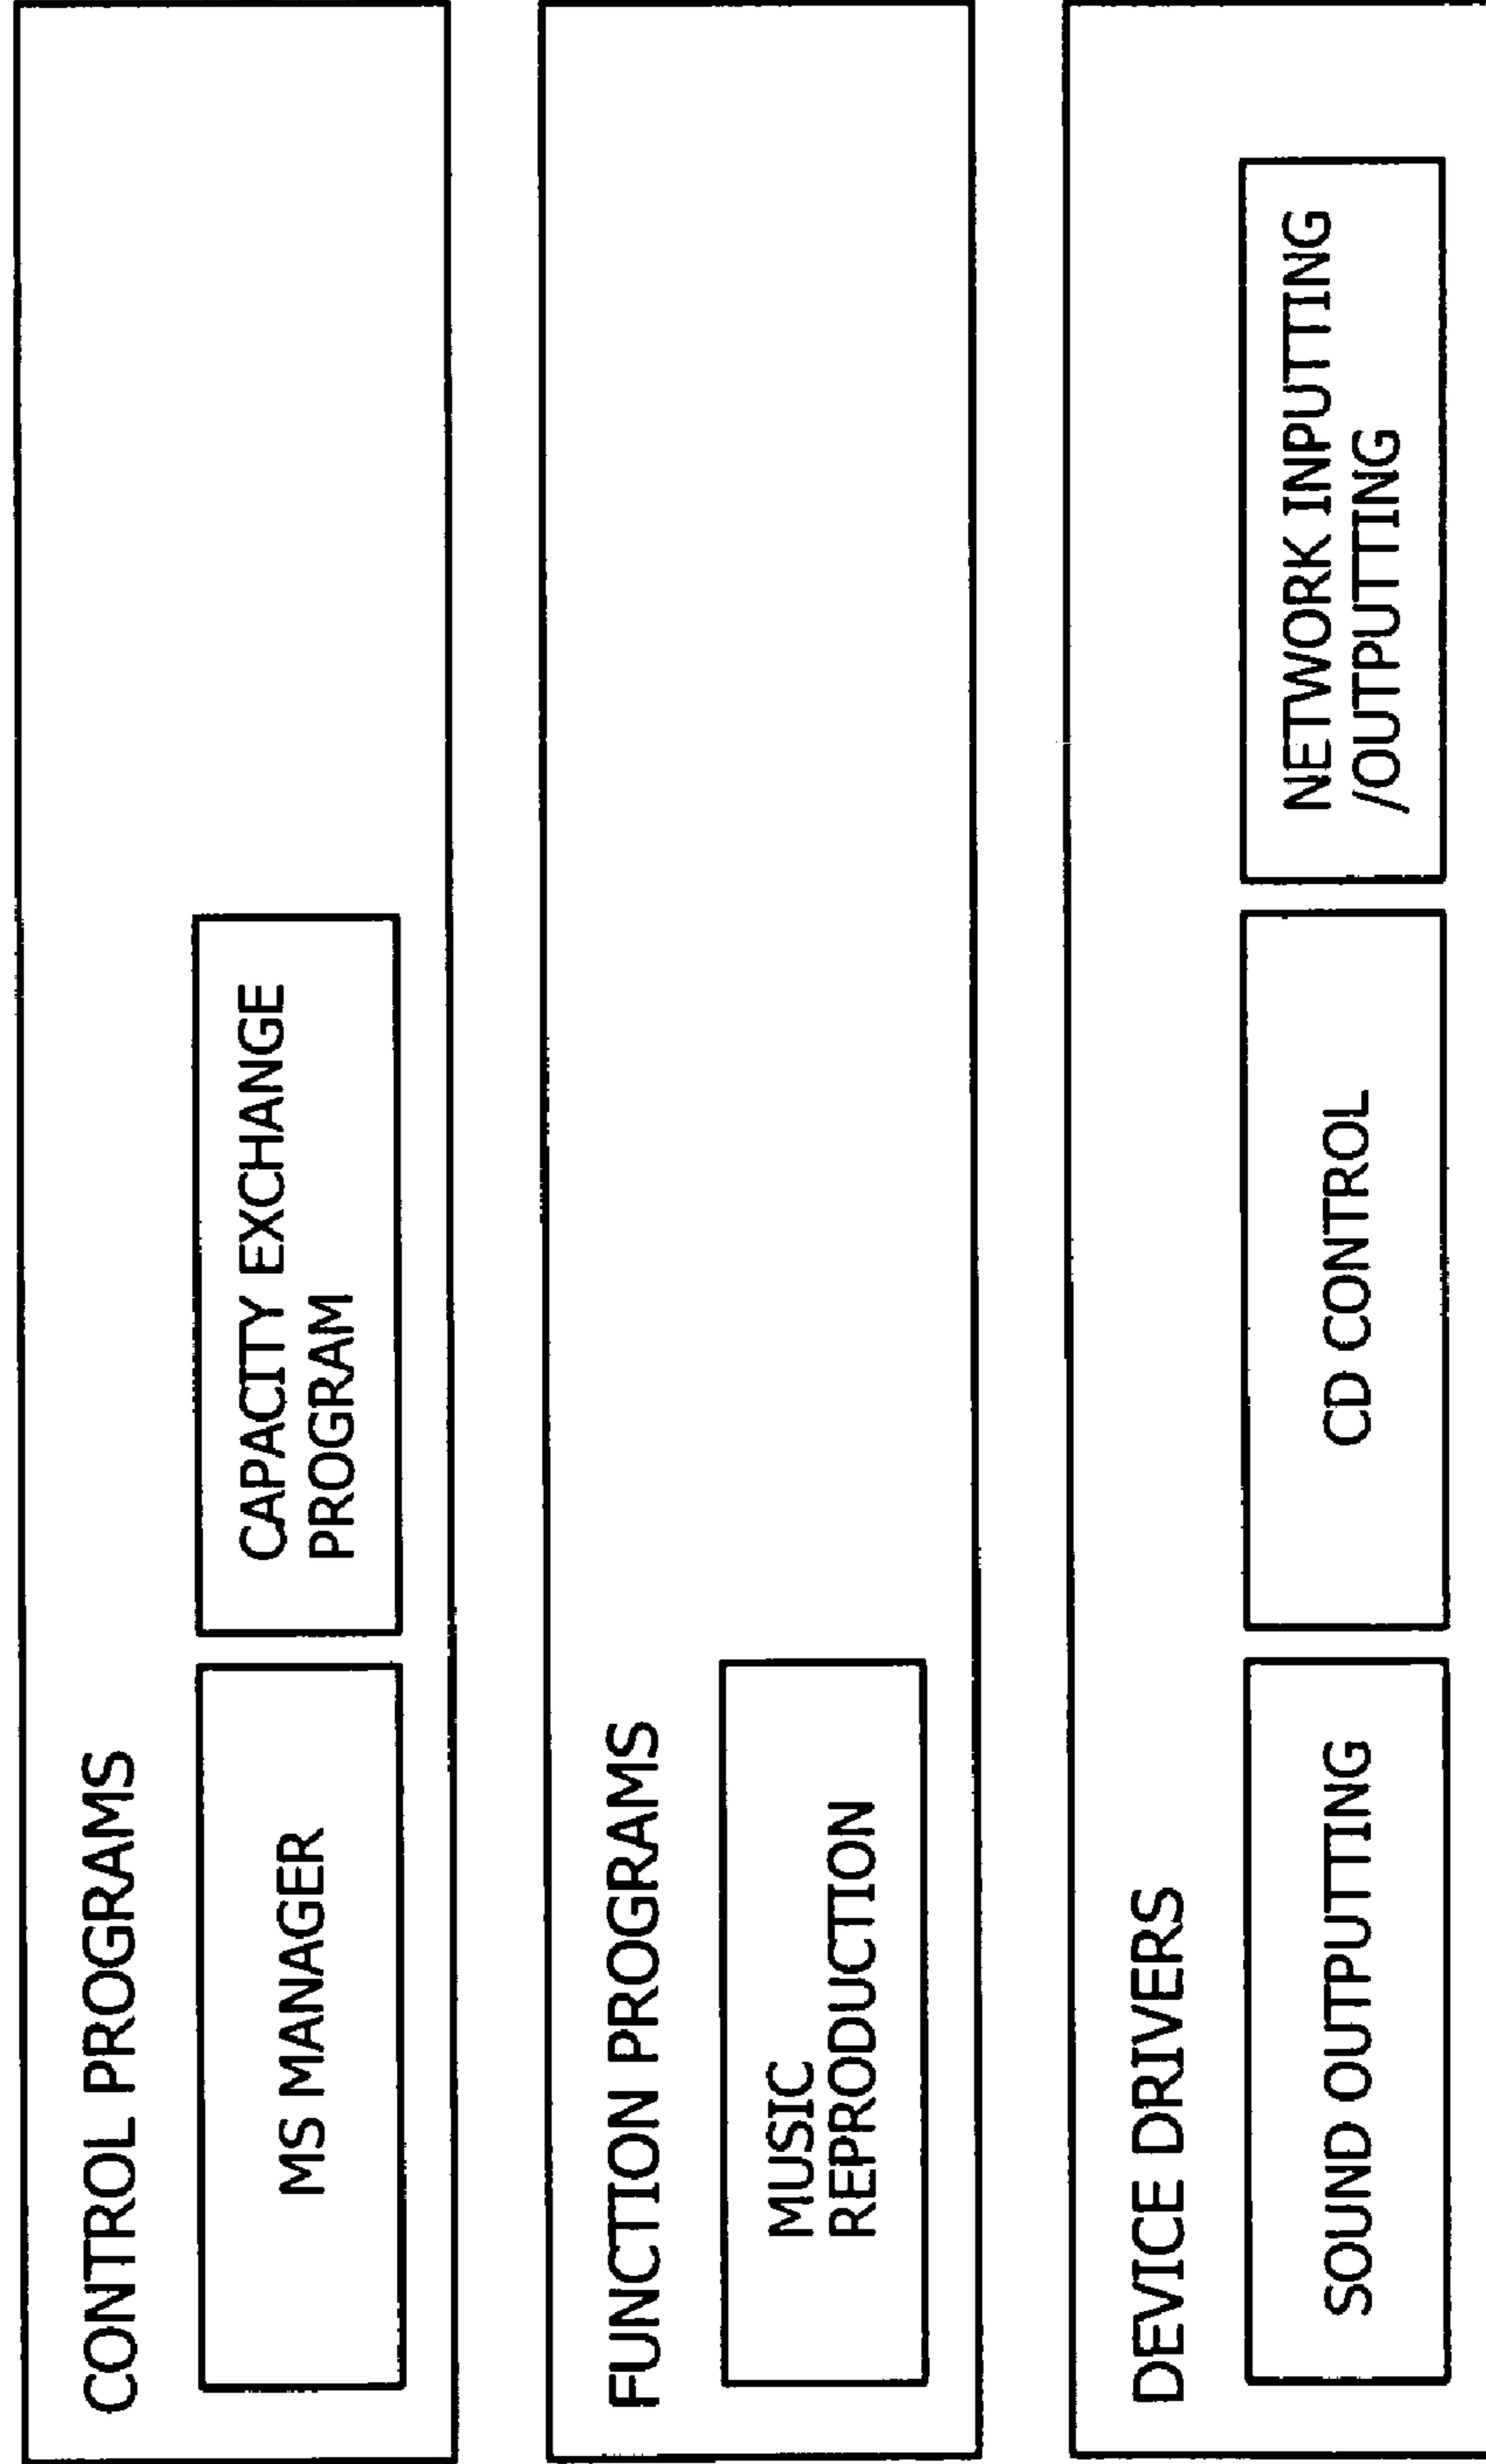 CONTROL PROGRAMS
MS MANAGER
CAPACITY EXCHANGE
PROGRAM
FUNCTION PROGRAMS
MUSIC
REPRODUCTION
DEVICE DRIVERS
SOUND OUTPUTTING
CD CONTROL
NETWORK INPUTTING
/OUTPUTTING